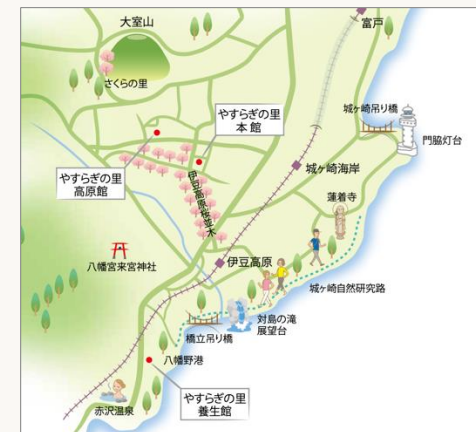 大室山
富戸
さくらの里
やすらぎの里
本館
城ヶ崎吊り橋
門脇灯台
やすらぎの里
高原館
伊豆高原桜並木
城ヶ崎海岸
蓮着寺
八幡宮来宮神社
伊豆高原
城ヶ崎自然研究路
対島の滝
展望台
橋立吊り橋
八幡野港
やすらぎの里
養生館
赤沢温泉